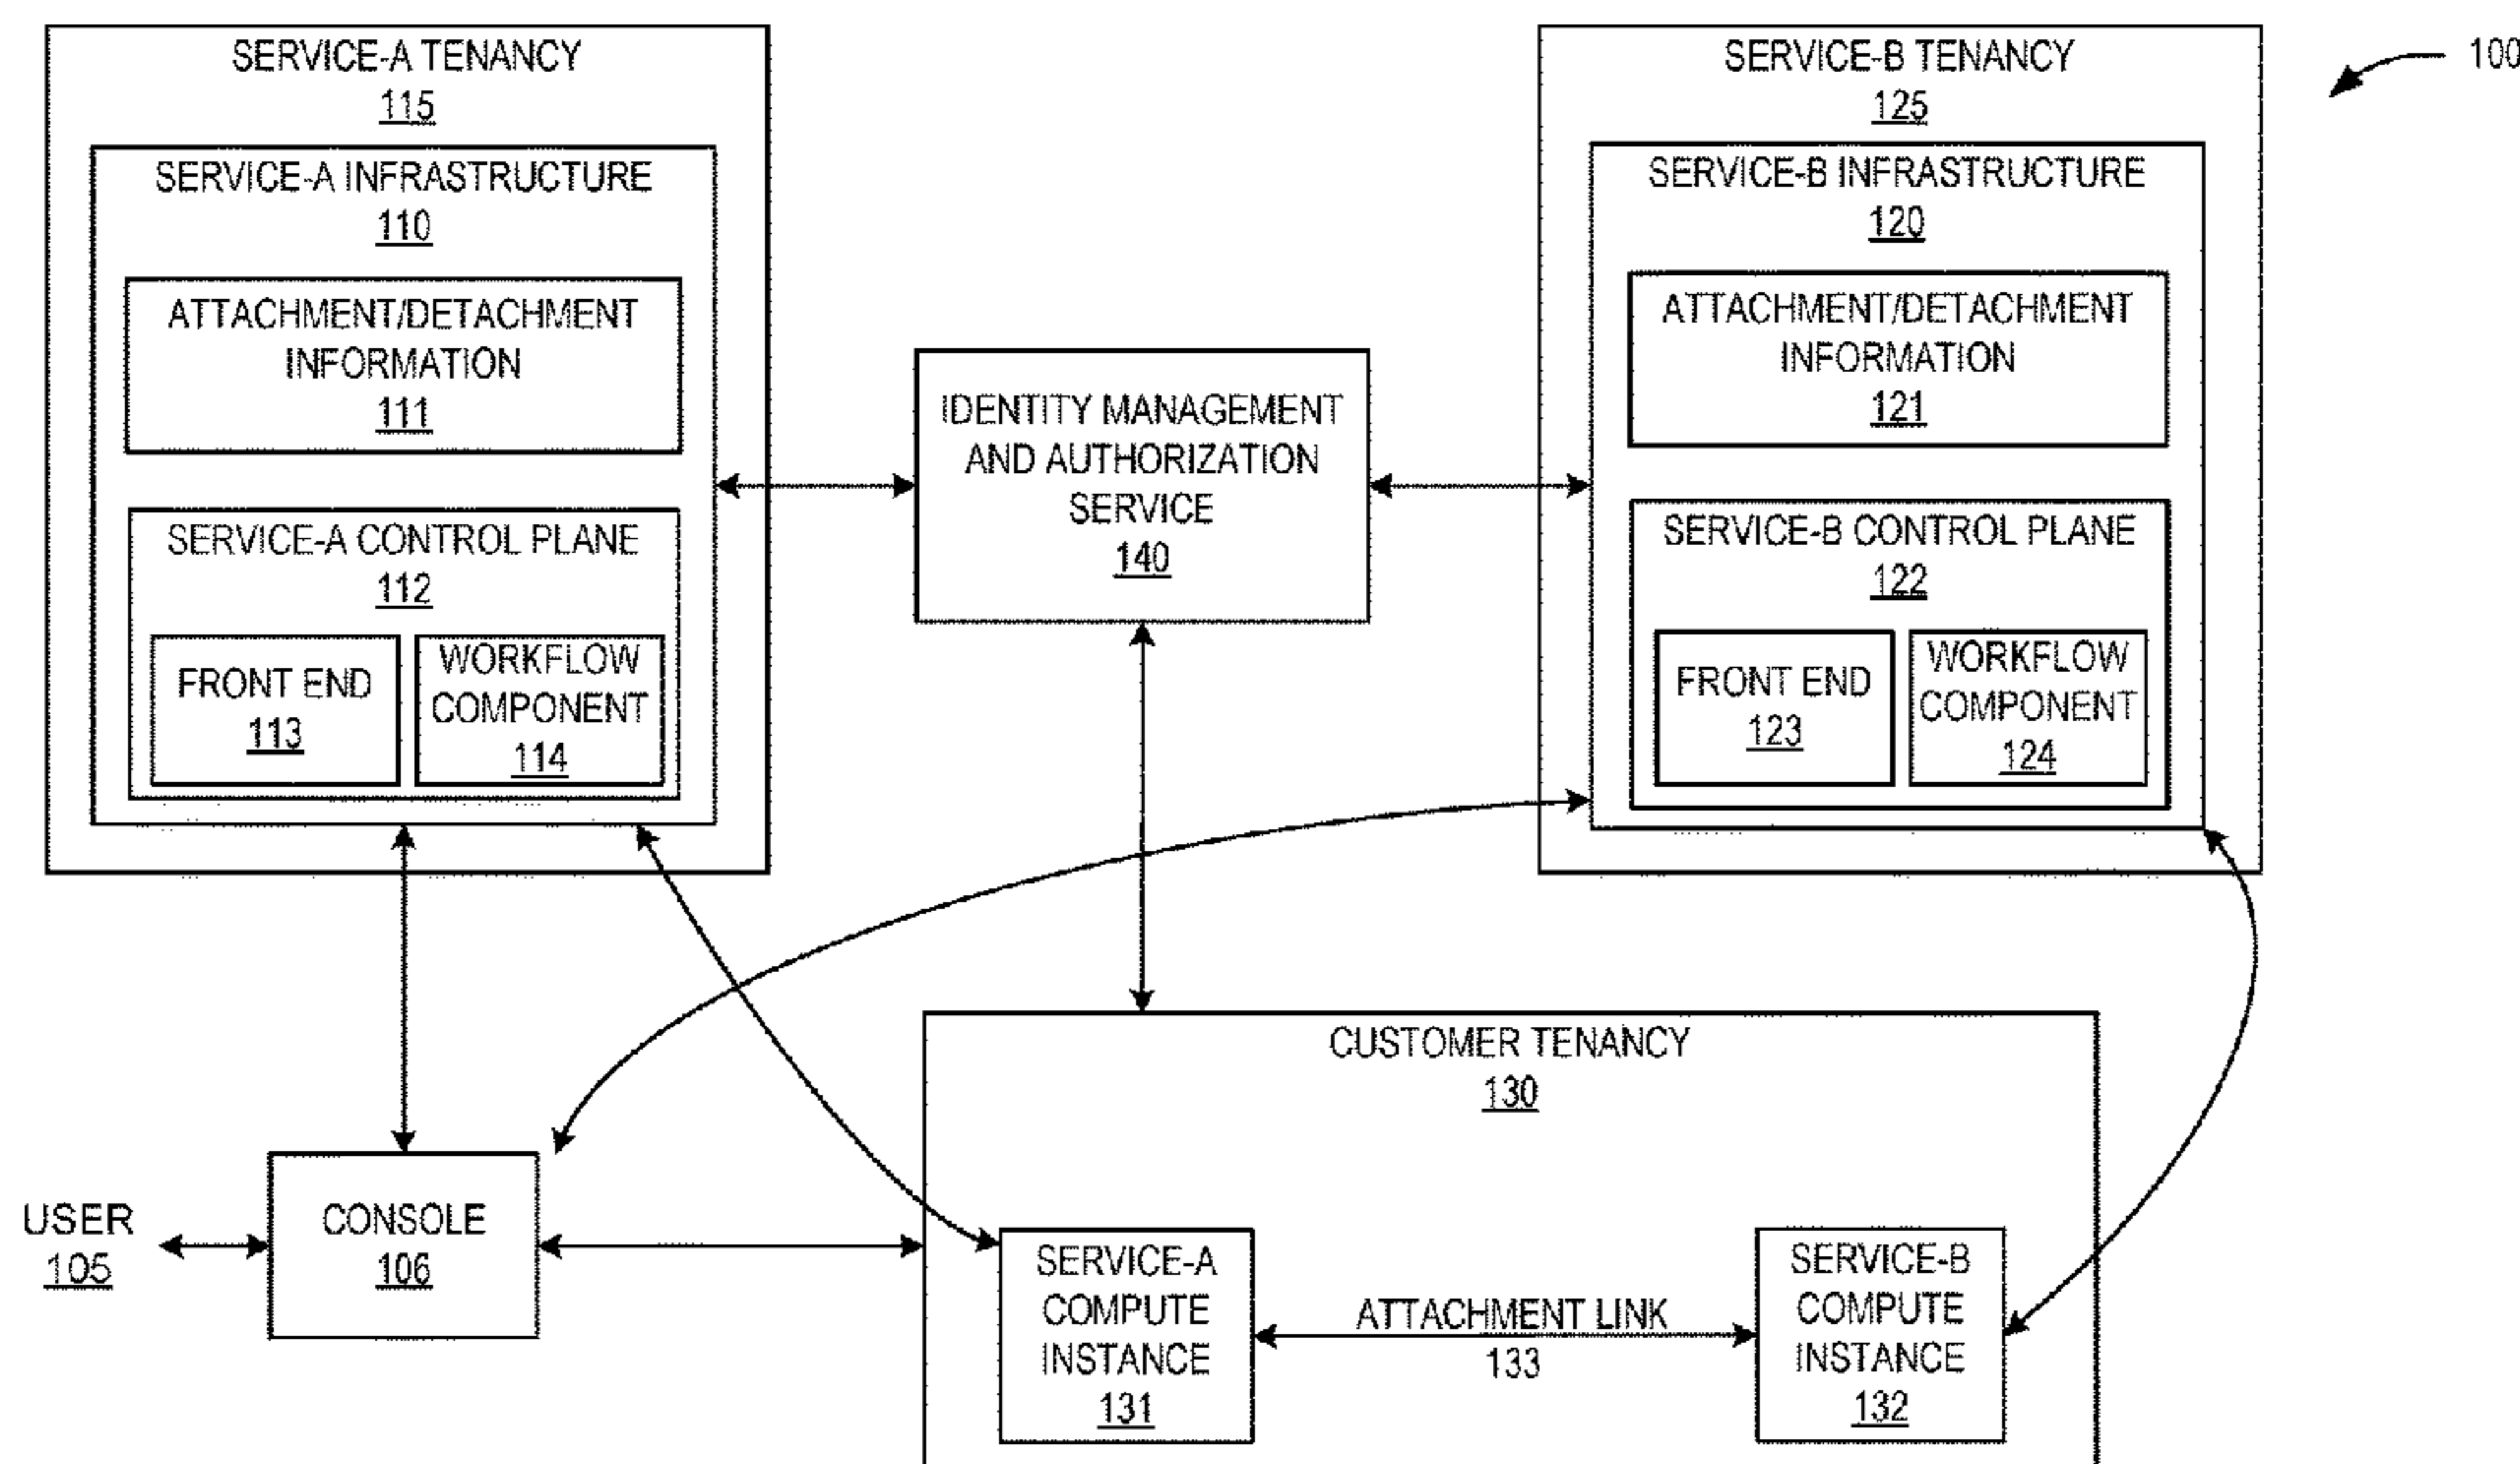 SERVICE-A TENANCY
115
SERVICE-A INFRASTRUCTURE
110
ATTACHMENT/DETACHMENT
INFORMATION
111
SERVICE-A CONTROL PLANE
112
FRONT END
113
WORKFLOW
COMPONENT
114
IDENTITY MANAGEMENT
AND AUTHORIZATION
SERVICE
140
SERVICE-B TENANCY
125
SERVICE-B INFRASTRUCTURE
120
ATTACHMENT/DETACHMENT
INFORMATION
121
SERVICE-B CONTROL PLANE
122
FRONT END
123
WORKFLOW
COMPONENT
124
100
USER
105
CONSOLE
106
CUSTOMER TENANCY
130
SERVICE-A
COMPUTE
INSTANCE
131
ATTACHMENT LINK
133
SERVICE-B
COMPUTE
INSTANCE
132